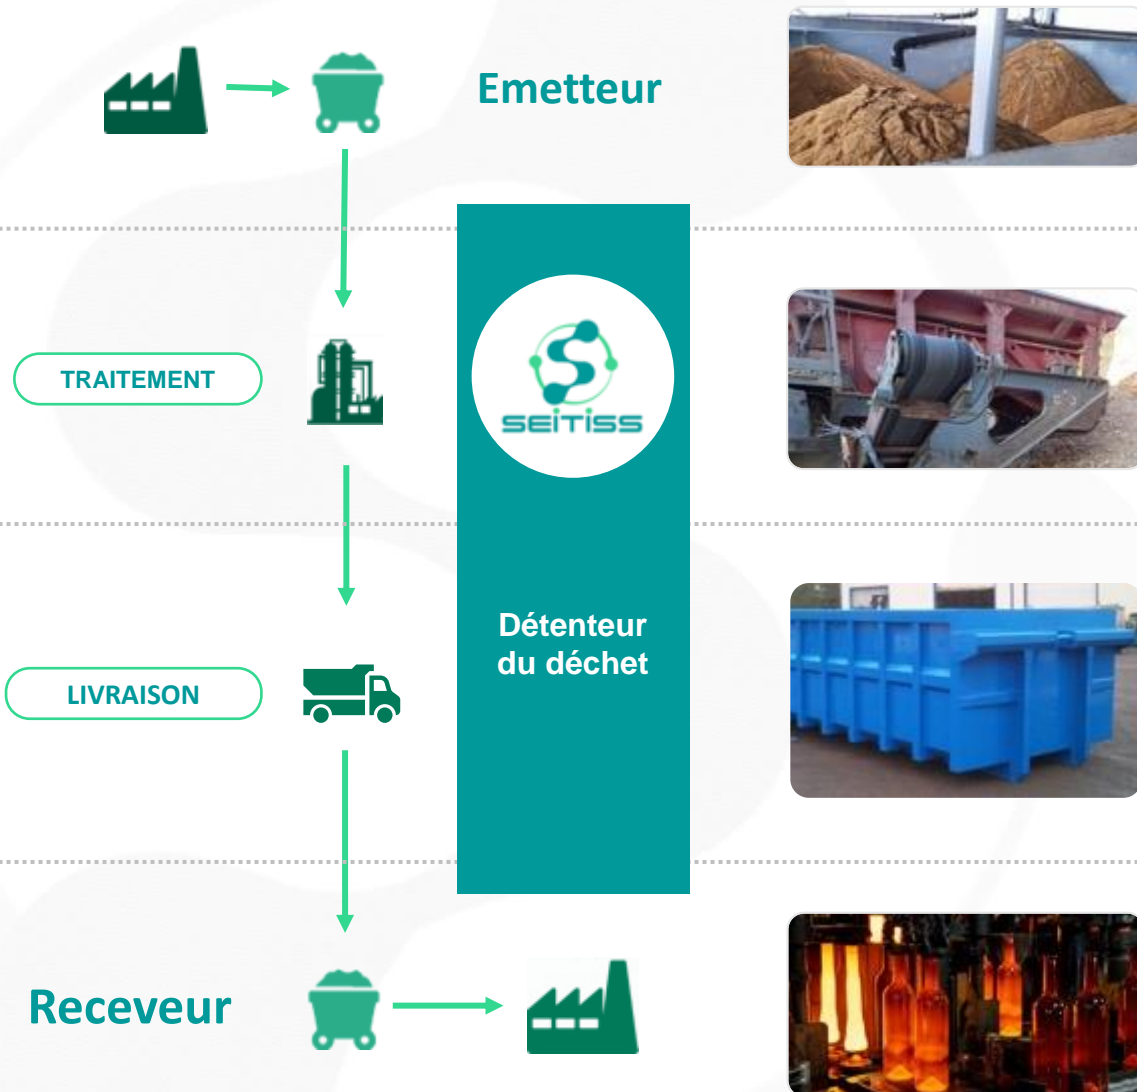 Emetteur
TRAITEMENT
SEITISS
Détenteur
du déchet
LIVRAISON
Receveur